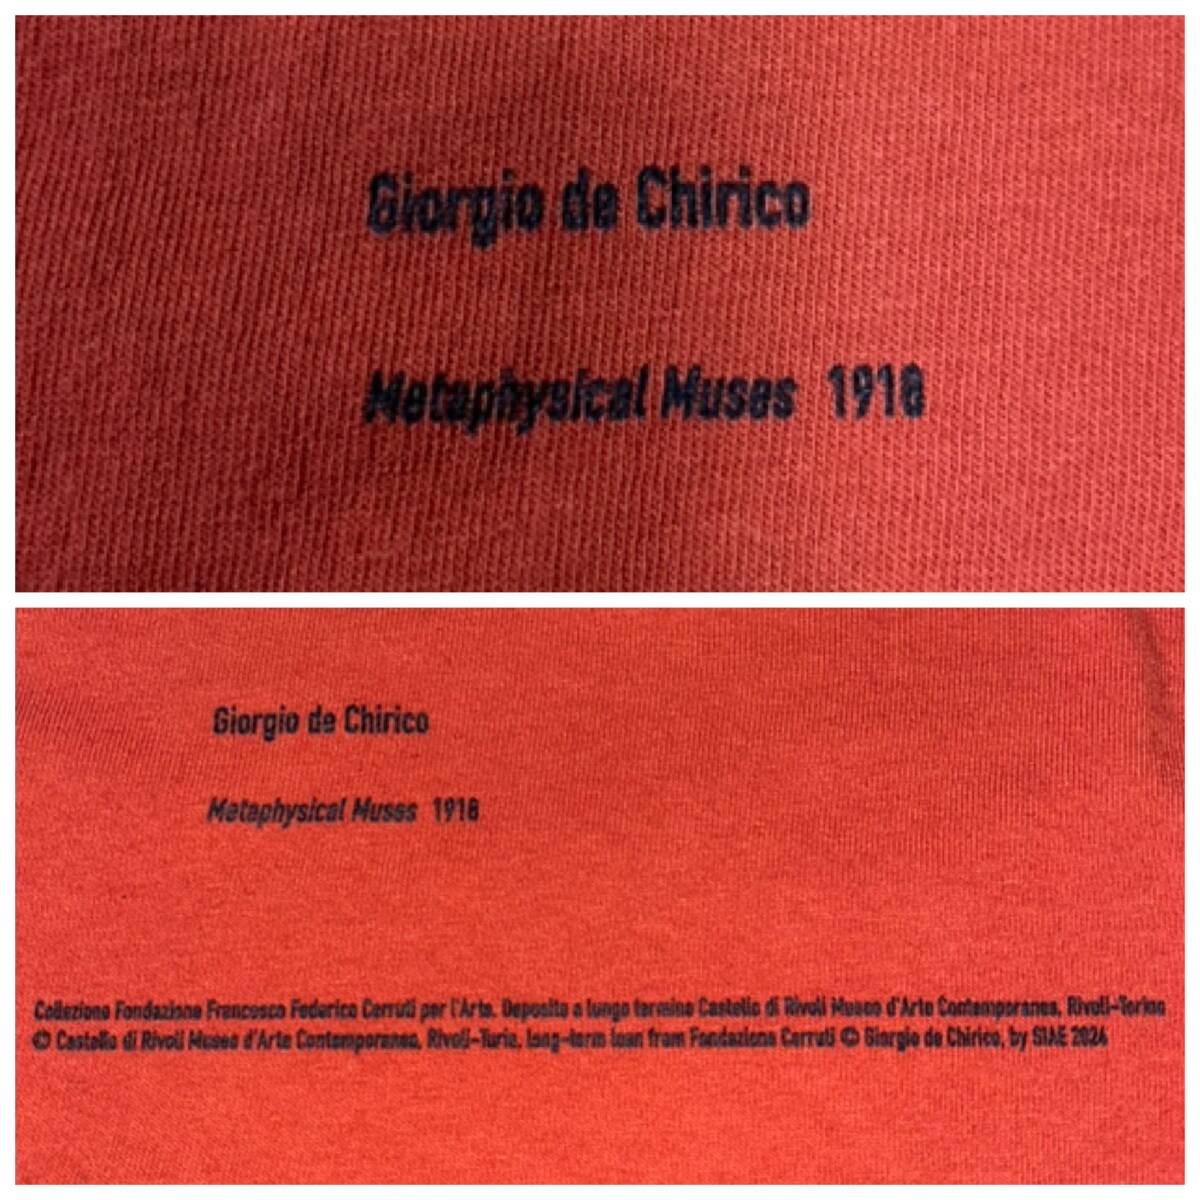 Giorgio de Chirico
Metaphysical Muses 1918
Giorgio de Chirico
Metaphysical Muses 1918
Collezione Fondazione Francesco Federico Cerruti per l'Arte. Deposito a lungo termine Castello di Rivoli Museo d'Arte Contemporanea, Rivoli-Torino
© Castello di Rivoli Museo d'Arte Contemporanea, Rivoli-Turin, long-term loan from Fondazione Cerruti © Giorgio de Chirico, by SIAE 2024